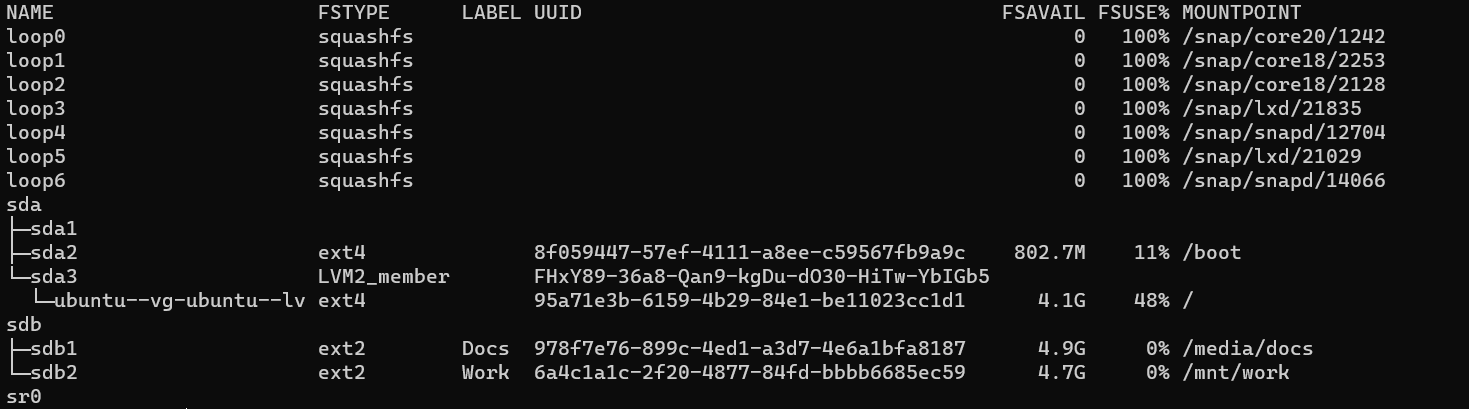 NAME                      FSTYPE      LABEL UUID                                   FSAVAIL FSUSE% MOUNTPOINT
loop0                     squashfs                                                       0   100% /snap/core20/1242
loop1                     squashfs                                                       0   100% /snap/core18/2253
loop2                     squashfs                                                       0   100% /snap/core18/2128
loop3                     squashfs                                                       0   100% /snap/lxd/21835
loop4                     squashfs                                                       0   100% /snap/snapd/12704
loop5                     squashfs                                                       0   100% /snap/lxd/21029
loop6                     squashfs                                                       0   100% /snap/snapd/14066
sda
├─sda1
├─sda2                    ext4              8f059447-57ef-4111-a8ee-c59567fb9a9c    802.7M    11% /boot
└─sda3                    LVM2_member       FHxY89-36a8-Qan9-kgDu-dO30-HiTw-YbIGb5
  └─ubuntu--vg-ubuntu--lv ext4              95a71e3b-6159-4b29-84e1-be11023cc1d1      4.1G    48% /
sdb
├─sdb1                    ext2        Docs  978f7e76-899c-4ed1-a3d7-4e6a1bfa8187      4.9G     0% /media/docs
└─sdb2                    ext2        Work  6a4c1a1c-2f20-4877-84fd-bbbb6685ec59      4.7G     0% /mnt/work
sr0